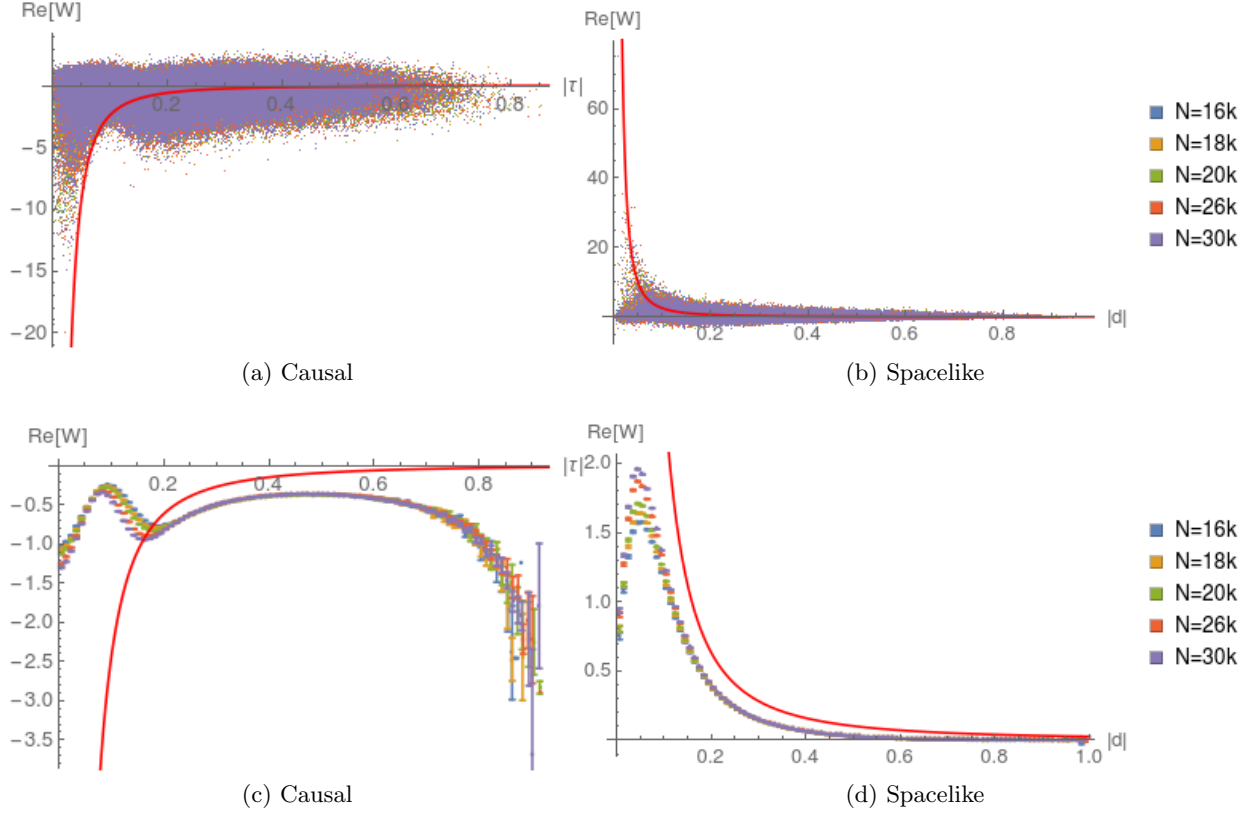 Re[W]
|τ|
0.2 0.4 0.6 0.8
−5
−10
−15
−20
(a) Causal
Re[W]
60
40
20
0.2 0.4 0.6 0.8
|d|
(b) Spacelike
N=16k
N=18k
N=20k
N=26k
N=30k
Re[W]
|τ|
0.2 0.4 0.6 0.8
−0.5
−1.0
−1.5
−2.0
−2.5
−3.0
−3.5
(c) Causal
Re[W]
2.0
1.5
1.0
0.5
0.2 0.4 0.6 0.8 1.0
|d|
(d) Spacelike
N=16k
N=18k
N=20k
N=26k
N=30k